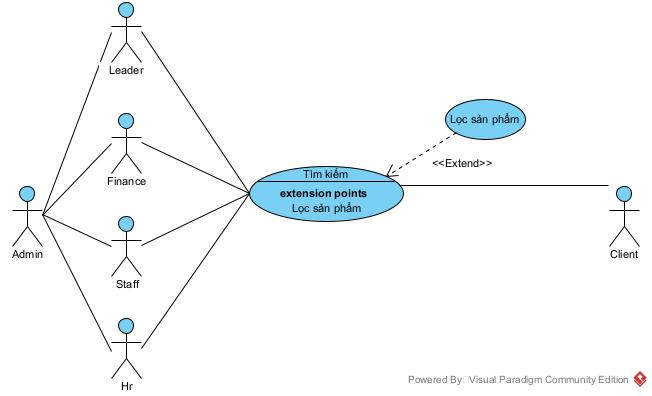 Leader
Lọc sản phẩm
Finance
<<Extend>>
Tìm kiếm
extension points
Lọc sản phẩm
Admin
Client
Staff
Hr
Powered By Visual Paradigm Community Edition